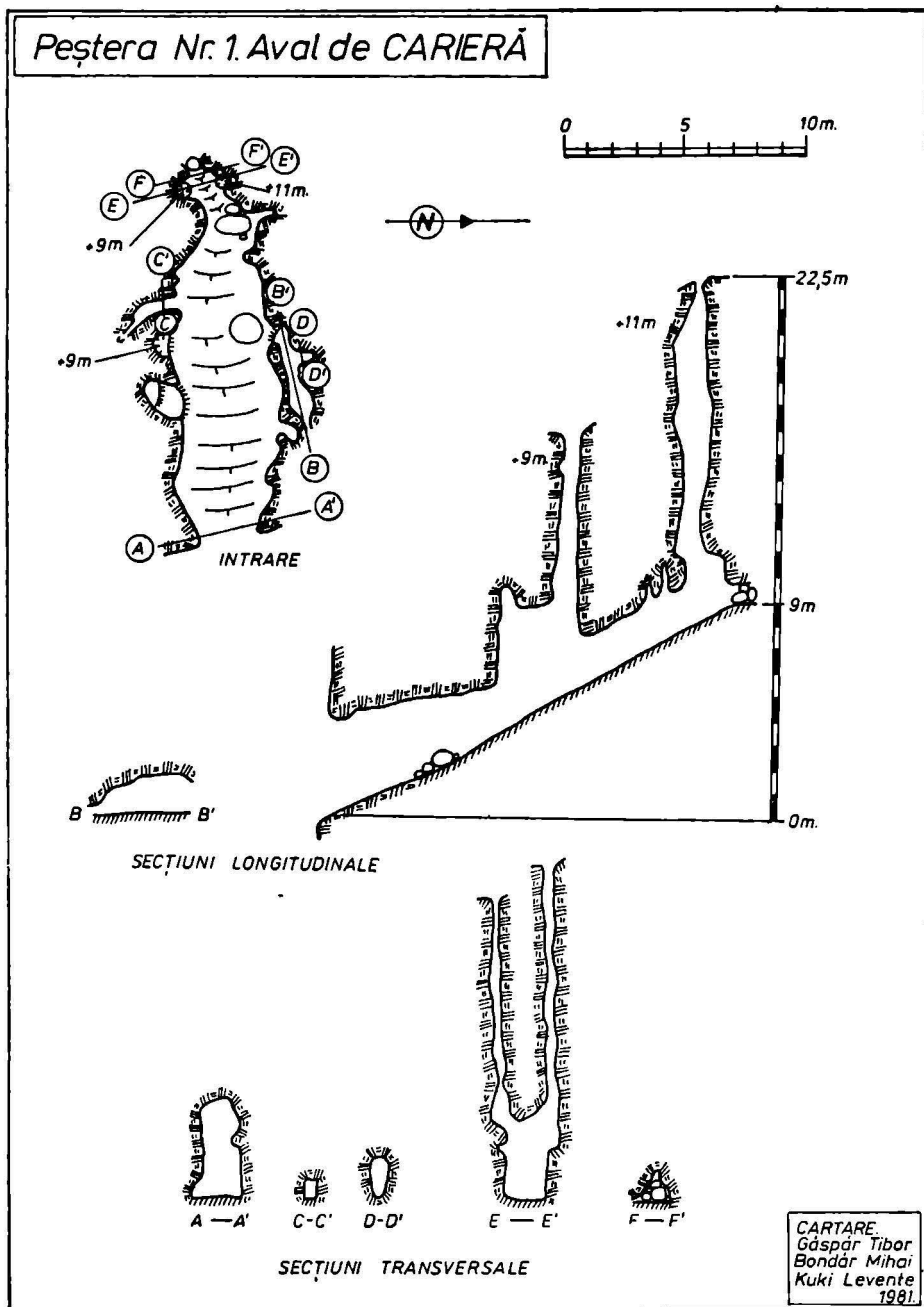 Peștera Nr. 1. Aval de CARIERĂ
0 5 10m.
F'
F E'
E +11m.
+9m
N
C'
B'
C D
+9m
D'
B
A'
A
INTRARE
22,5m
+11m
+9m
9m
0m.
B B'
SECȚIUNI LONGITUDINALE
A—A' C-C' D-D' E—E' F—F'
SECȚIUNI TRANSVERSALE
CARTARE.
Gáspár Tibor
Bondár Mihai
Kuki Levente
1981.